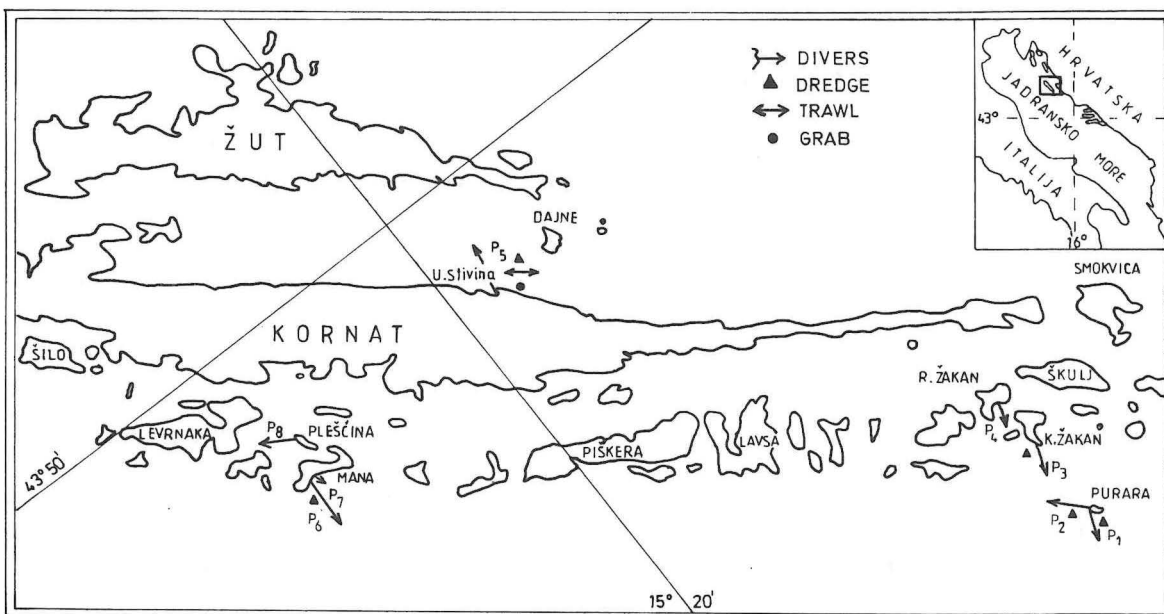 DIVERS
DREDGE
TRAWL
GRAB
HRVATSKA
JADRANSKO
MORE
ITALIJA
43°
16°
ŽUT
DAJNE
P5
U.Stivina
SMOKVICA
KORNAT
ŠILO
R.ŽAKAN
ŠKULJ
LEVRNAKA
P8
PLEŠČINA
PIŠKERA
LAVSA
P4
K.ŽAKAN
MANA
P3
43°50'
P7
P6
PURARA
P2
P1
15° 20'